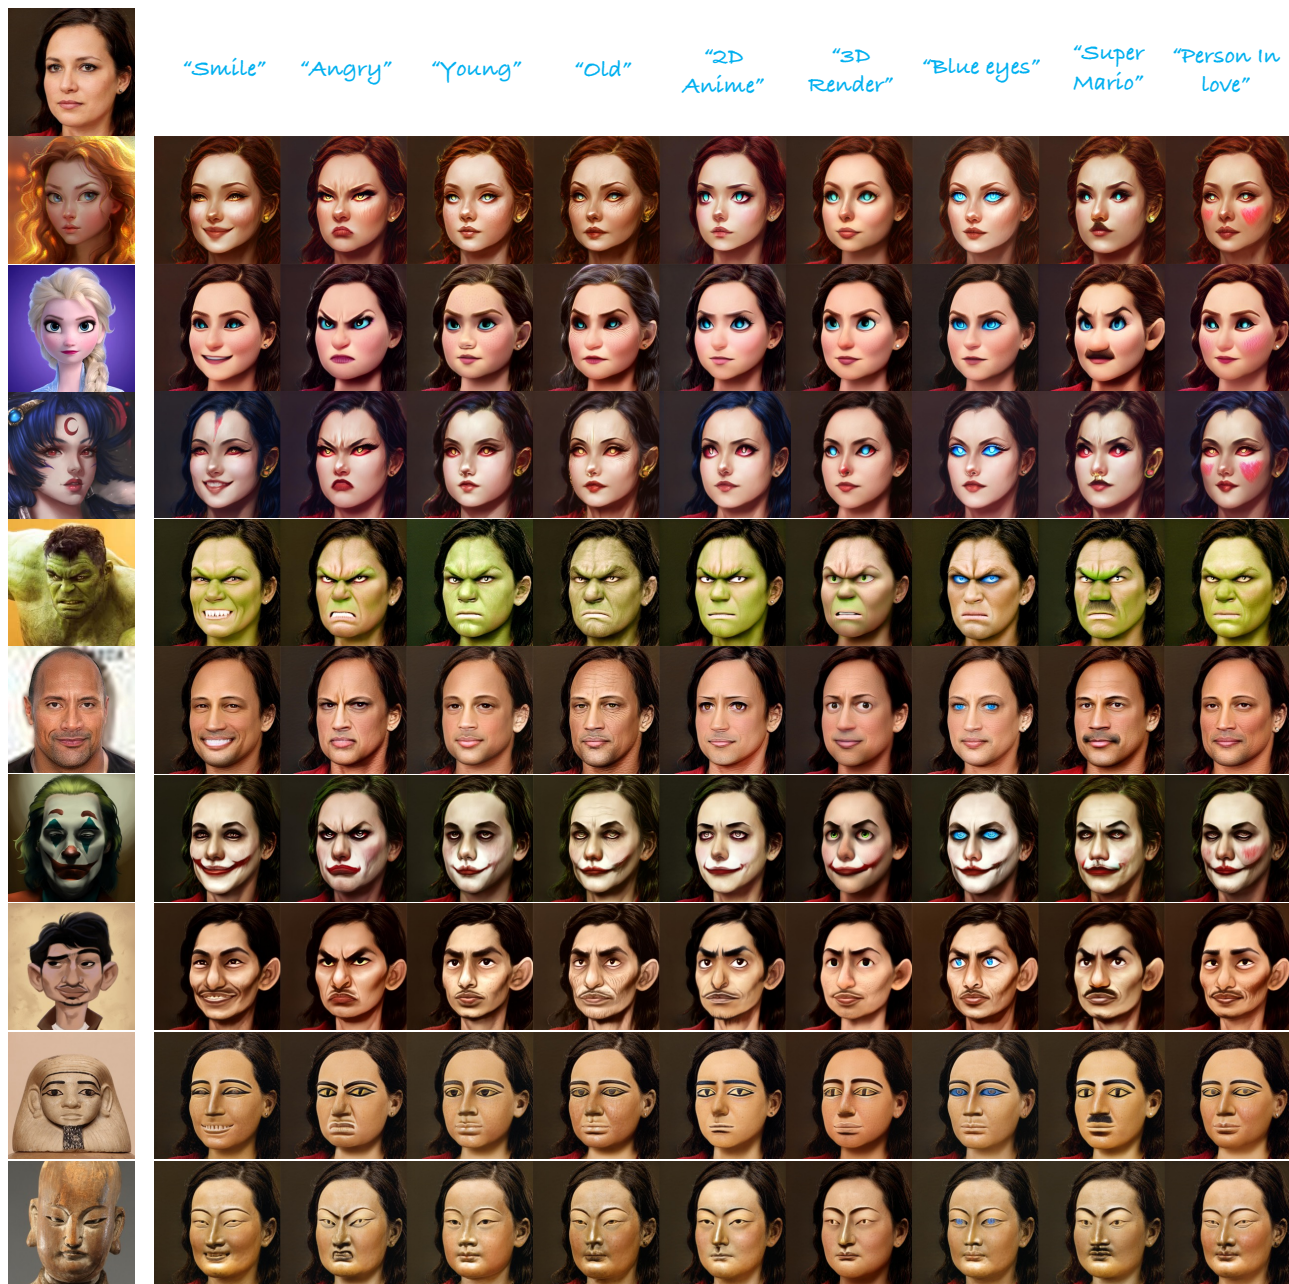 “Smile” “Angry” “Young” “Old” “2D Anime” “3D Render” “Blue eyes” “Super Mario” “Person In love”